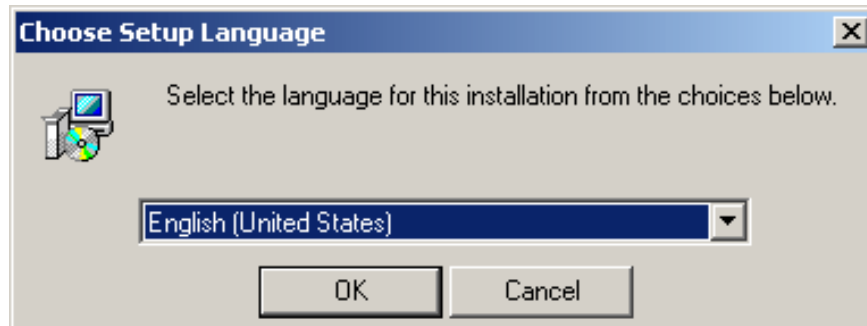 Choose Setup Language
Select the language for this installation from the choices below.
English (United States)
OK
Cancel